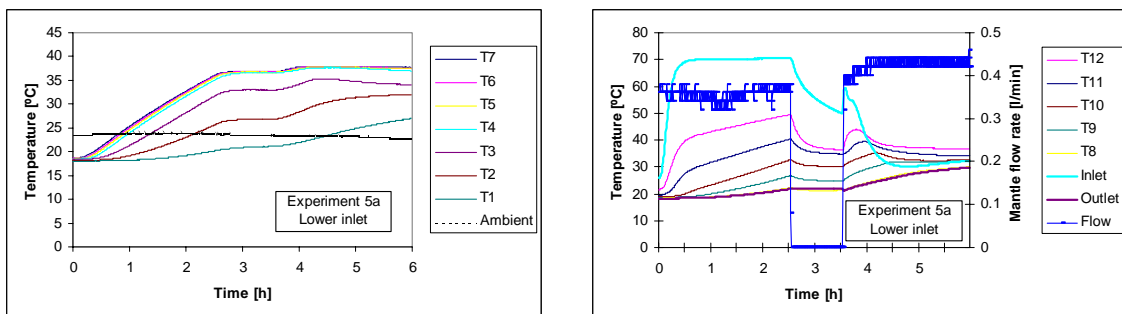 45
40
35
30
25
20
15
10
5
0
Temperature [ºC]
0 1 2 3 4 5 6
Time [h]
Experiment 5a
Lower inlet
T7
T6
T5
T4
T3
T2
T1
Ambient
80
70
60
50
40
30
20
10
0
Temperature [ºC]
0 1 2 3 4 5
Time [h]
0.5
0.4
0.3
0.2
0.1
0
Mantle flow rate [l/min]
Experiment 5a
Lower inlet
T12
T11
T10
T9
T8
Inlet
Outlet
Flow